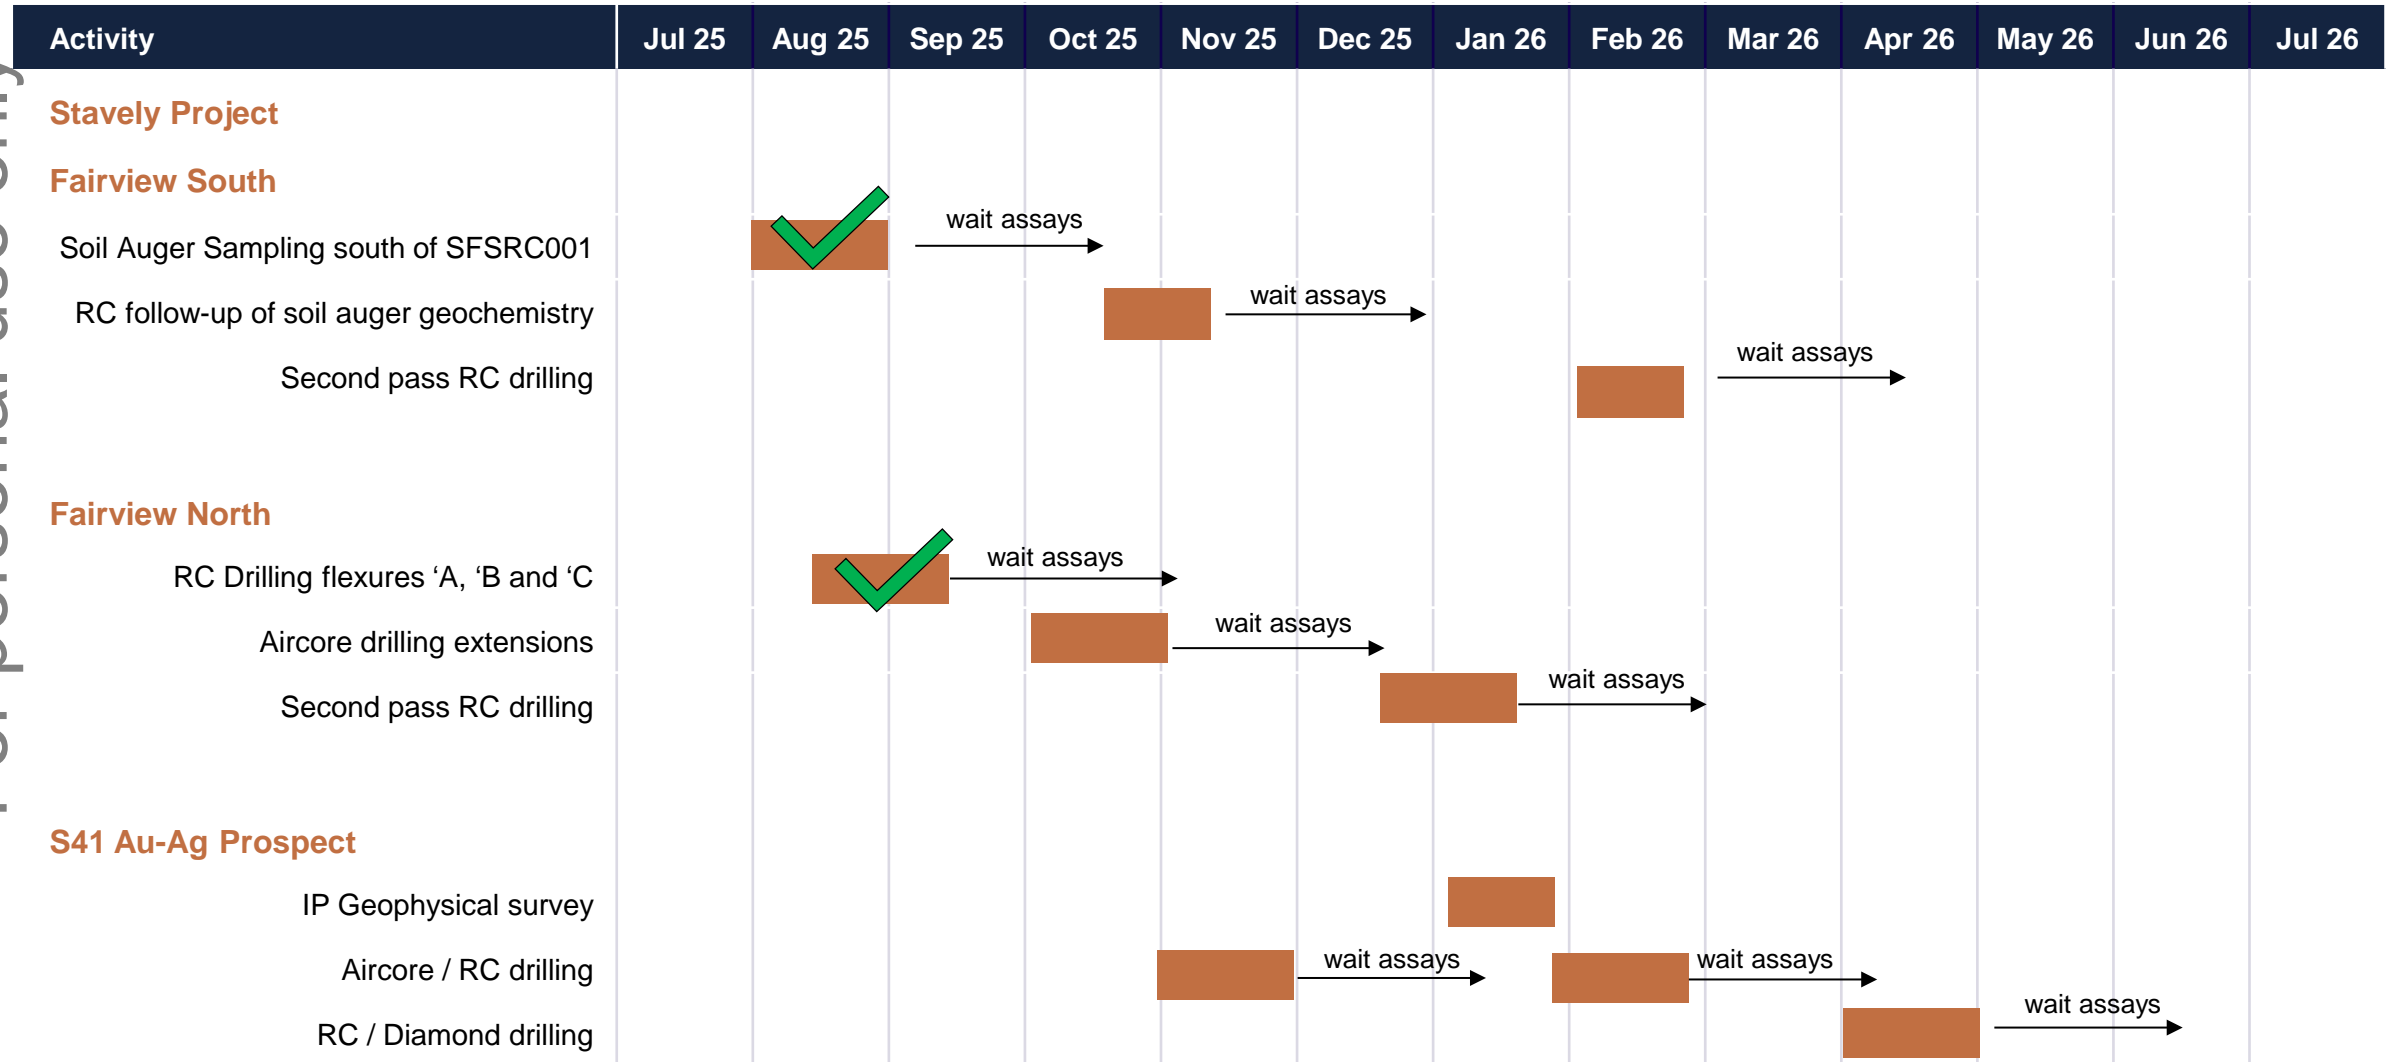 Activity Jul 25 Aug 25 Sep 25 Oct 25 Nov 25 Dec 25 Jan 26 Feb 26 Mar 26 Apr 26 May 26 Jun 26 Jul 26
Stavely Project
Fairview South
Soil Auger Sampling south of SFSRC001 wait assays
RC follow-up of soil auger geochemistry wait assays
Second pass RC drilling wait assays
Fairview North
RC Drilling flexures ‘A, ‘B and ‘C wait assays
Aircore drilling extensions wait assays
Second pass RC drilling wait assays
S41 Au-Ag Prospect
IP Geophysical survey
Aircore / RC drilling wait assays wait assays
RC / Diamond drilling wait assays